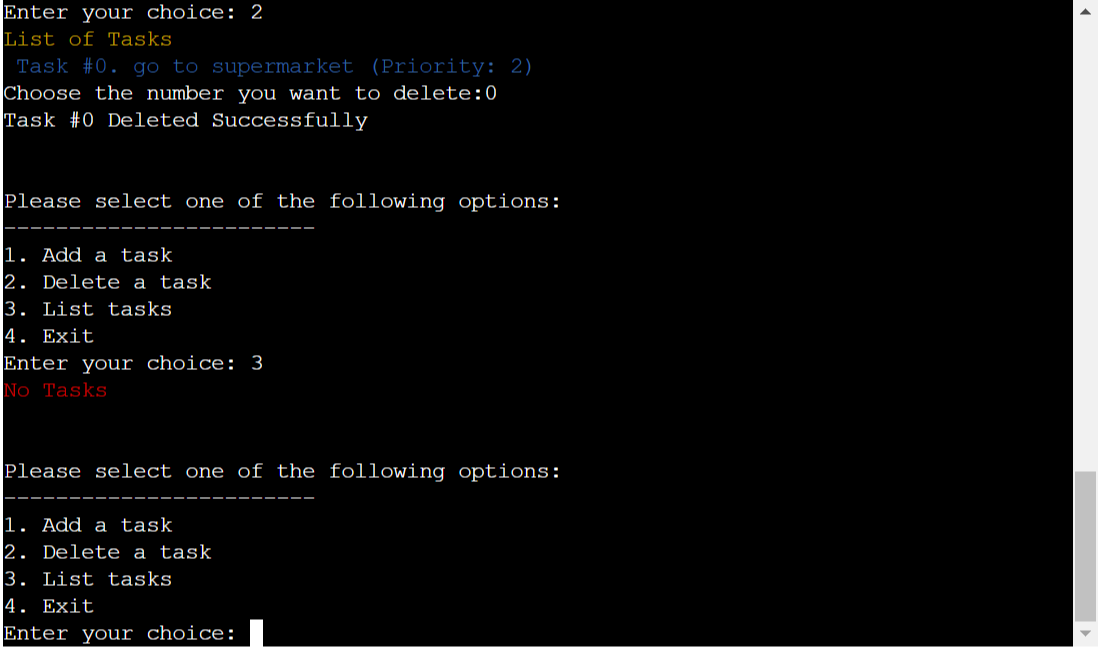 Enter your choice: 2
List of Tasks
 Task #0. go to supermarket (Priority: 2)
Choose the number you want to delete:0
Task #0 Deleted Successfully
Please select one of the following options:
------------------------
1. Add a task
2. Delete a task
3. List tasks
4. Exit
Enter your choice: 3
No Tasks
Please select one of the following options:
------------------------
1. Add a task
2. Delete a task
3. List tasks
4. Exit
Enter your choice: